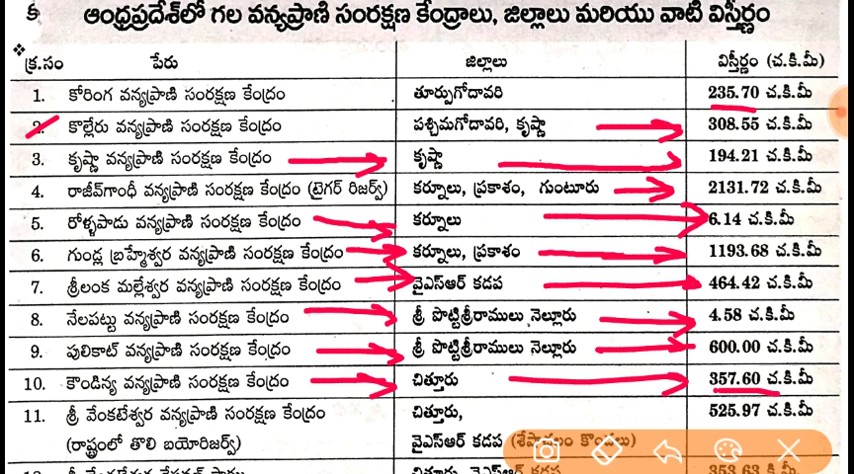 ఆంధ్రప్రదేశ్‌లో గల వన్యప్రాణి సంరక్షణ కేంద్రాలు, జిల్లాలు మరియు వాటి విస్తీర్ణం
క్ర.సం పేరు జిల్లాలు విస్తీర్ణం (చ.కి.మీ)
1. కోరింగ వన్యప్రాణి సంరక్షణ కేంద్రం తూర్పుగోదావరి 235.70 చ.కి.మీ
2. కొల్లేరు వన్యప్రాణి సంరక్షణ కేంద్రం పశ్చిమగోదావరి, కృష్ణా 308.55 చ.కి.మీ
3. కృష్ణా వన్యప్రాణి సంరక్షణ కేంద్రం కృష్ణా 194.21 చ.కి.మీ
4. రాజీవ్‌గాంధీ వన్యప్రాణి సంరక్షణ కేంద్రం (టైగర్ రిజర్వ్) కర్నూలు, ప్రకాశం, గుంటూరు 2131.72 చ.కి.మీ
5. రోళ్ళపాడు వన్యప్రాణి సంరక్షణ కేంద్రం కర్నూలు 6.14 చ.కి.మీ
6. గుండ్ల బ్రహ్మేశ్వర వన్యప్రాణి సంరక్షణ కేంద్రం కర్నూలు, ప్రకాశం 1193.68 చ.కి.మీ
7. శ్రీలంక మల్లేశ్వర వన్యప్రాణి సంరక్షణ కేంద్రం వైఎస్ఆర్ కడప 464.42 చ.కి.మీ
8. నేలపట్టు వన్యప్రాణి సంరక్షణ కేంద్రం శ్రీ పొట్టిశ్రీరాములు నెల్లూరు 4.58 చ.కి.మీ
9. పులికాట్ వన్యప్రాణి సంరక్షణ కేంద్రం శ్రీ పొట్టిశ్రీరాములు నెల్లూరు 600.00 చ.కి.మీ
10. కౌండిన్య వన్యప్రాణి సంరక్షణ కేంద్రం చిత్తూరు 357.60 చ.కి.మీ
11. శ్రీ వేంకటేశ్వర వన్యప్రాణి సంరక్షణ కేంద్రం చిత్తూరు, 525.97 చ.కి.మీ
(రాష్ట్రంలో తొలి బయోరిజర్వ్) వైఎస్ఆర్ కడప (శేషాచలం కొండలు)